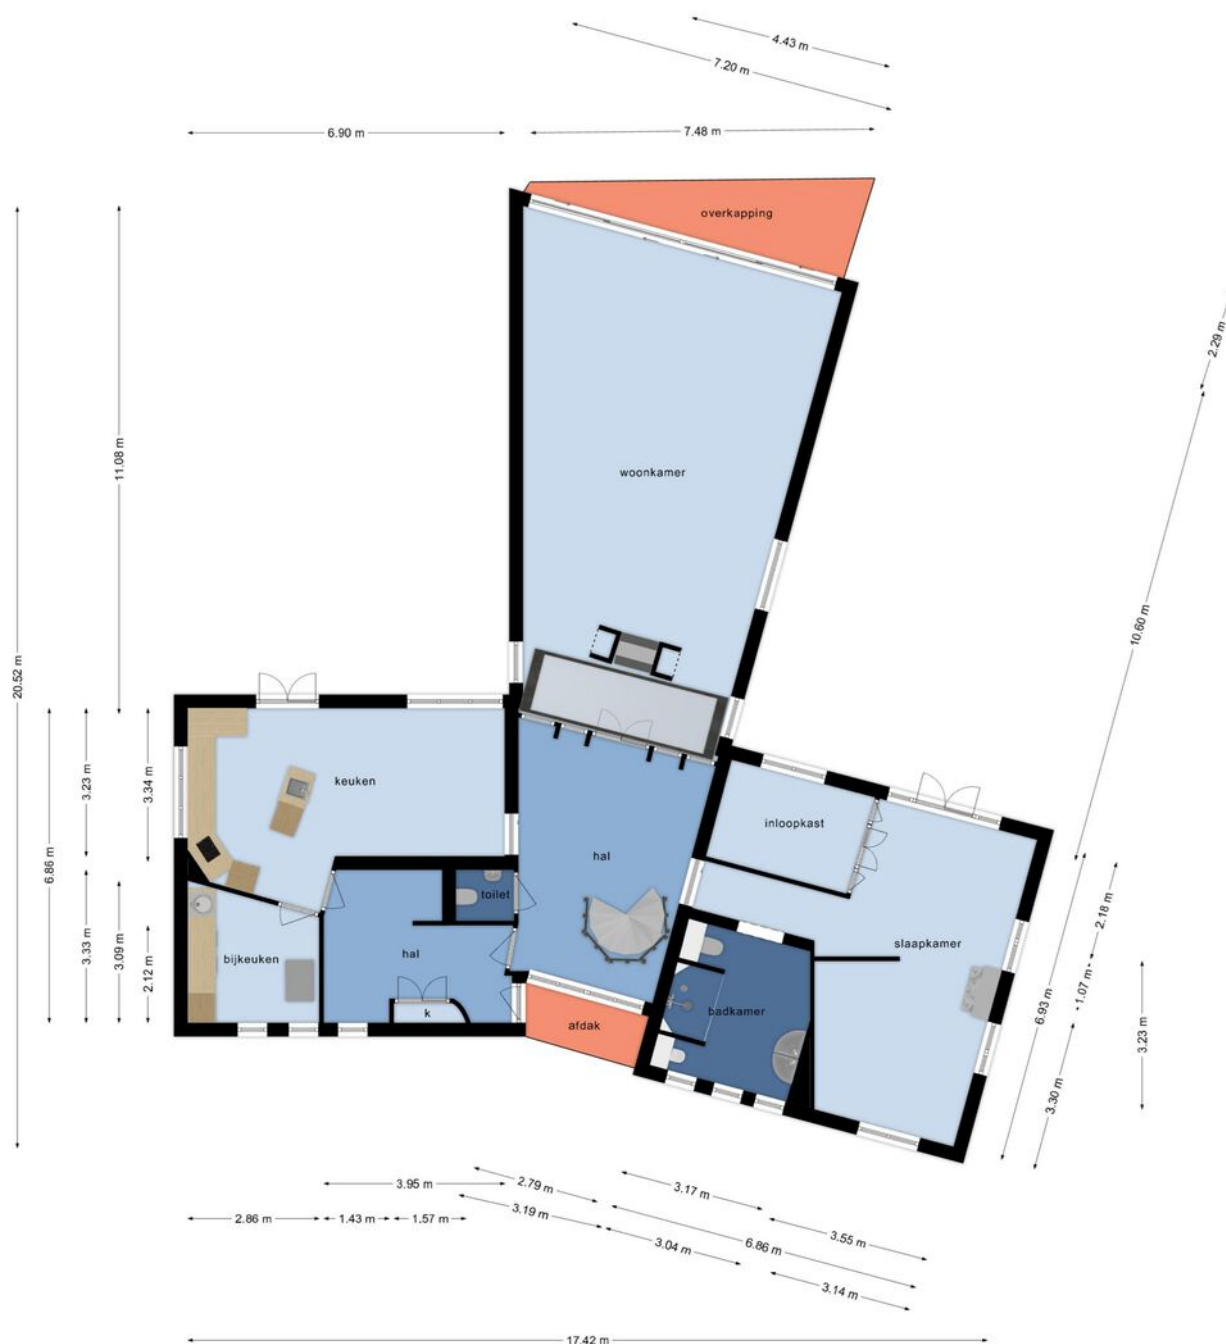 4.43 m
7.20 m
6.90 m
7.48 m
overkapping
2.29 m
11.08 m
woonkamer
10.60 m
20.52 m
keuken
3.23 m
3.34 m
inloopkast
6.86 m
hal
toilet
2.18 m
slaapkamer
3.33 m
3.09 m
2.12 m
bijkeuken
hal
1.07 m
6.93 m
k
afdak
badkamer
3.23 m
3.30 m
3.95 m
2.79 m
3.17 m
2.86 m
1.43 m
1.57 m
3.19 m
3.55 m
3.04 m
6.86 m
3.14 m
17.42 m